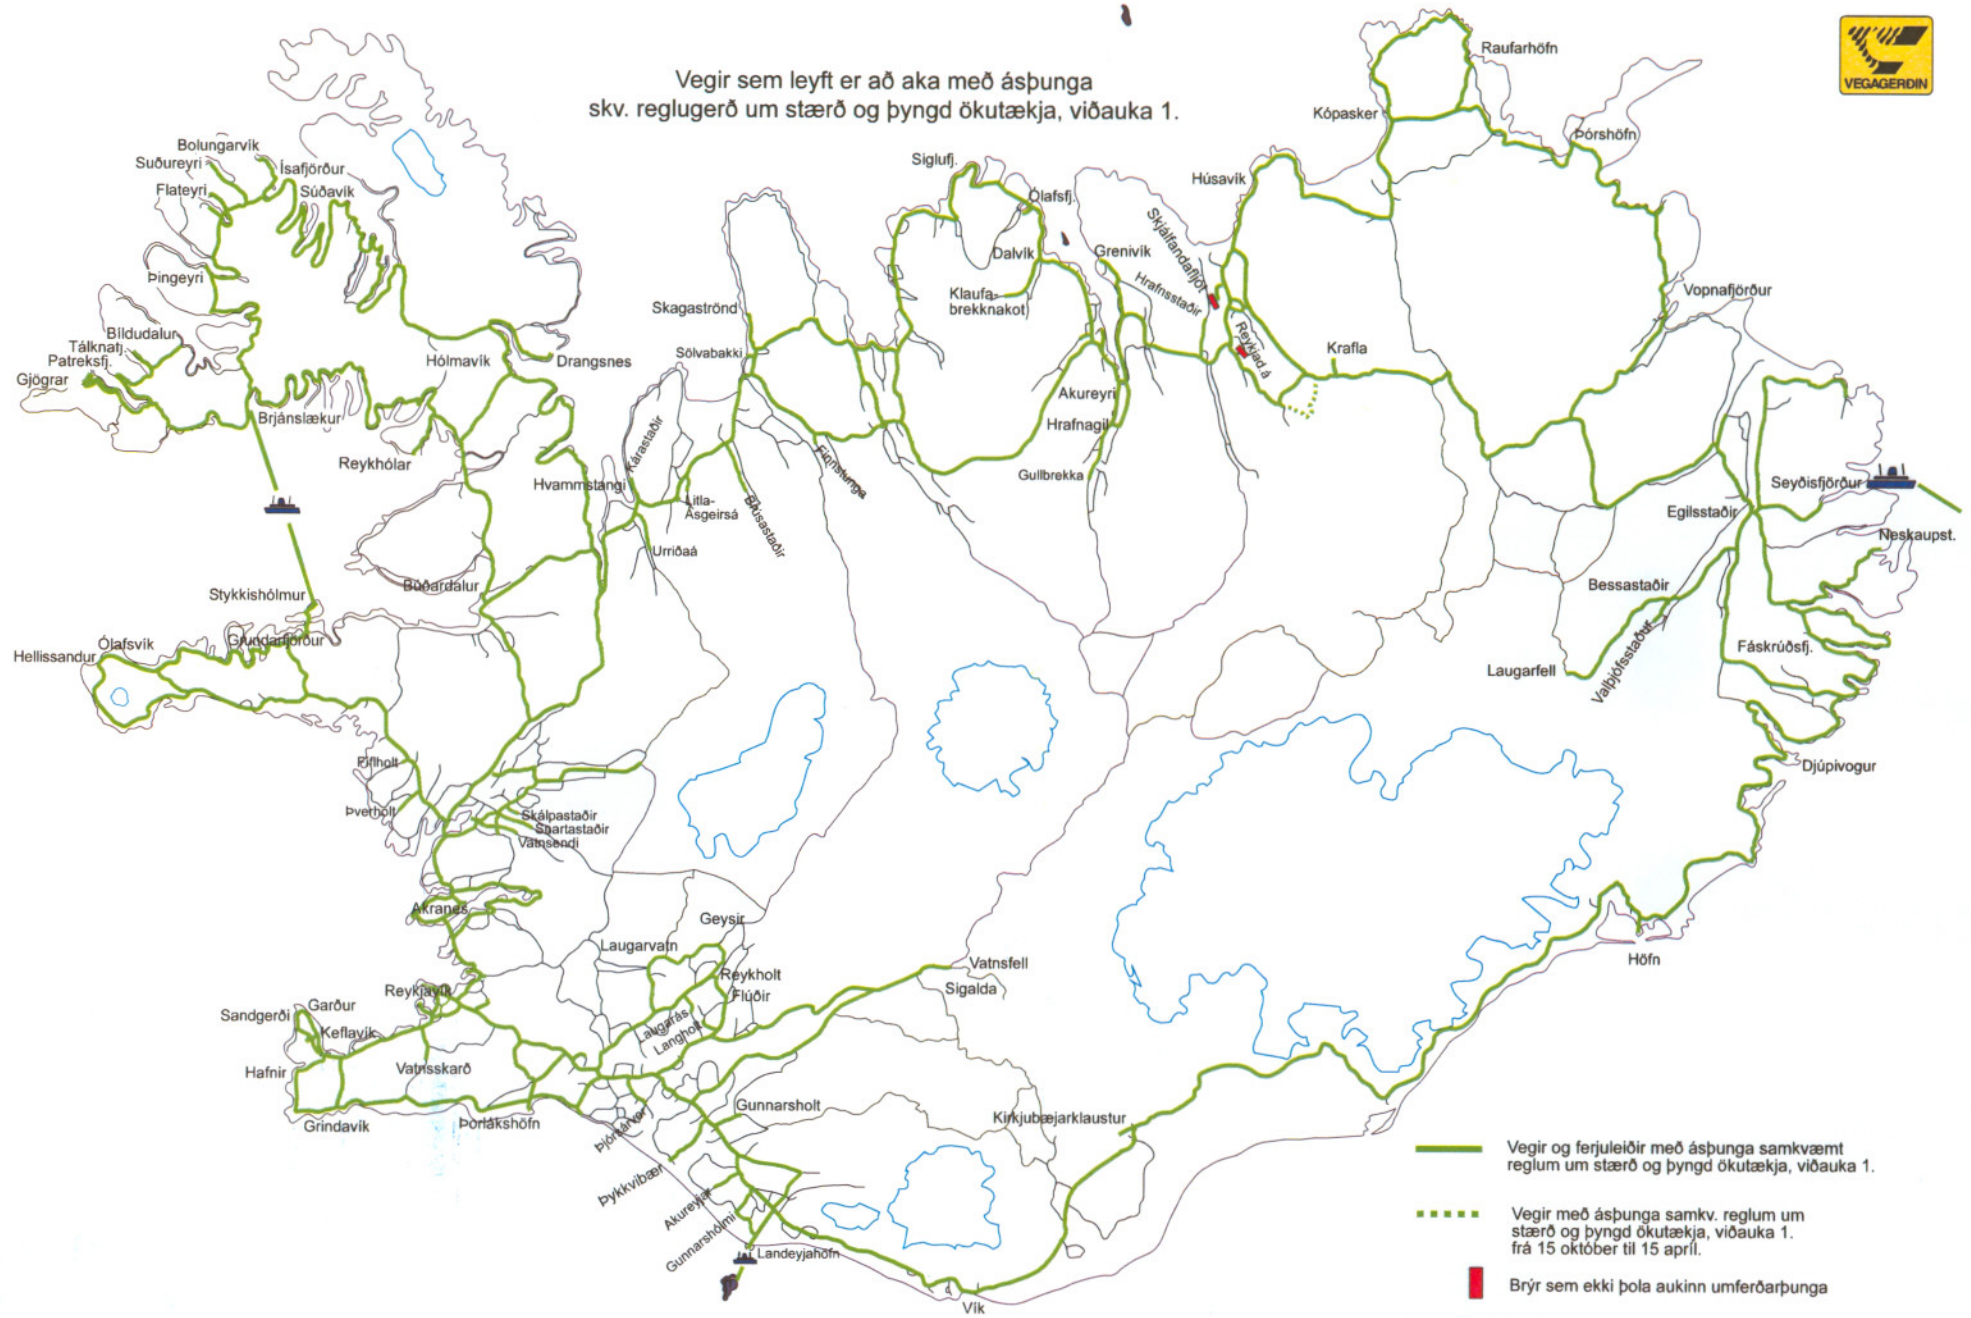 Vegir sem leyft er að aka með ásþunga
skv. reglugerð um stærð og þyngd ökutækja, viðauka 1.
VEGAGERÐIN
Raufarhöfn
Kópasker
Þórshöfn
Bolungarvík
Suðureyri
Ísafjörður
Flateyri
Súðavík
Siglufj.
Ólafsfj.
Húsavík
Skjálfandafljót
Dalvík
Grenivík
Þingeyri
Hrafnsstaðir
Klaufa-
brekknakot
Vopnafjörður
Skagaströnd
Bíldudalur
Tálknafj.
Patreksfj.
Gjögrar
Hólmavík
Drangsnes
Sölvabakki
Reykjad.á
Krafla
Akureyri
Brjánslækur
Hrafnagil
Kárastaðir
Reykhólar
Finnstunga
Gullbrekka
Hvammstangi
Litla-
Ásgeirsá
Seyðisfjörður
Egilsstaðir
Urriðaá
Neskaupst.
Búðardalur
Bessastaðir
Stykkishólmur
Grundarfjörður
Ólafsvík
Hellissandur
Fáskrúðsfj.
Laugarfell
Valþjófsstaður
Fíflholt
Djúpivogur
Þverholt
Skálpastaðir
Snartastaðir
Vatnsendi
Akranes
Geysir
Laugarvatn
Reykholt
Flúðir
Vatnsfell
Sigalda
Höfn
Reykjavík
Garður
Sandgerði
Keflavík
Laugarás
Langholt
Hafnir
Vatnsskarð
Gunnarsholt
Grindavík
Þorlákshöfn
Þjórsárver
Kirkjubæjarklaustur
Þykkvibær
Akureyjar
Gunnarshólmi
Landeyjahöfn
Vík
Vegir og ferjuleiðir með ásþunga samkvæmt
reglum um stærð og þyngd ökutækja, viðauka 1.
Vegir með ásþunga samkv. reglum um
stærð og þyngd ökutækja, viðauka 1.
frá 15 október til 15 apríl.
Brýr sem ekki þola aukinn umferðarþunga